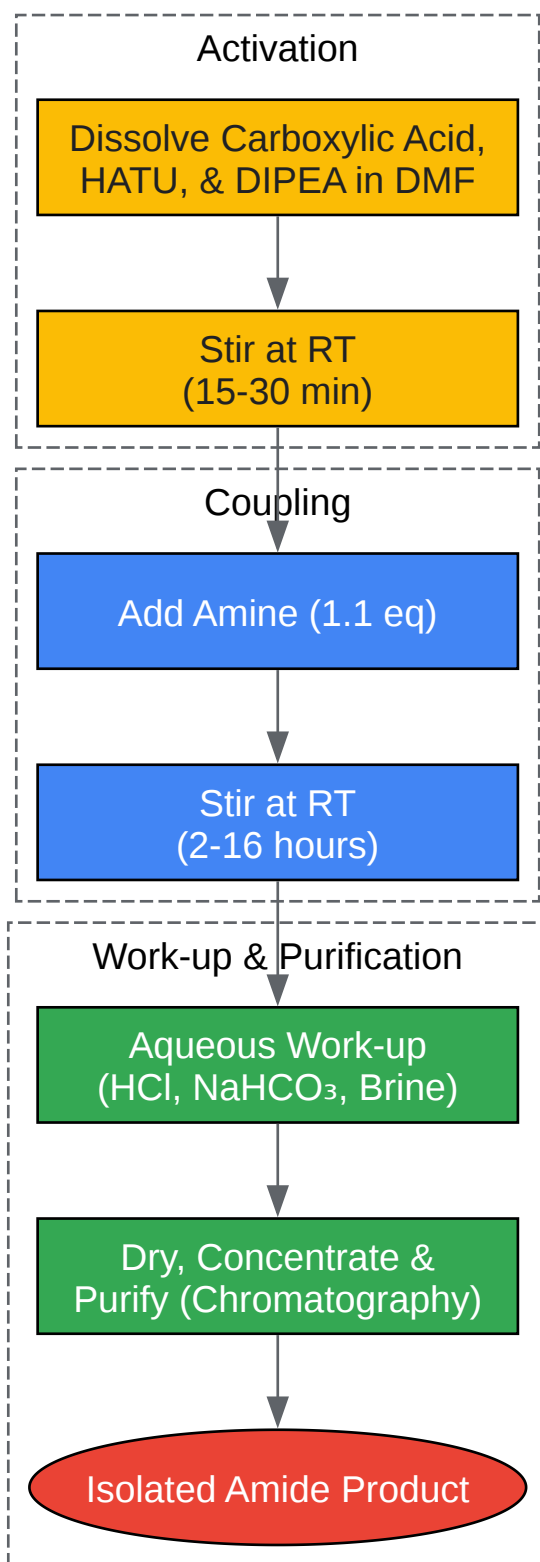 Activation
Dissolve Carboxylic Acid,
HATU, & DIPEA in DMF
Stir at RT
(15-30 min)
Coupling
Add Amine (1.1 eq)
Stir at RT
(2-16 hours)
Work-up & Purification
Aqueous Work-up
(HCl, NaHCO₃, Brine)
Dry, Concentrate &
Purify (Chromatography)
Isolated Amide Product